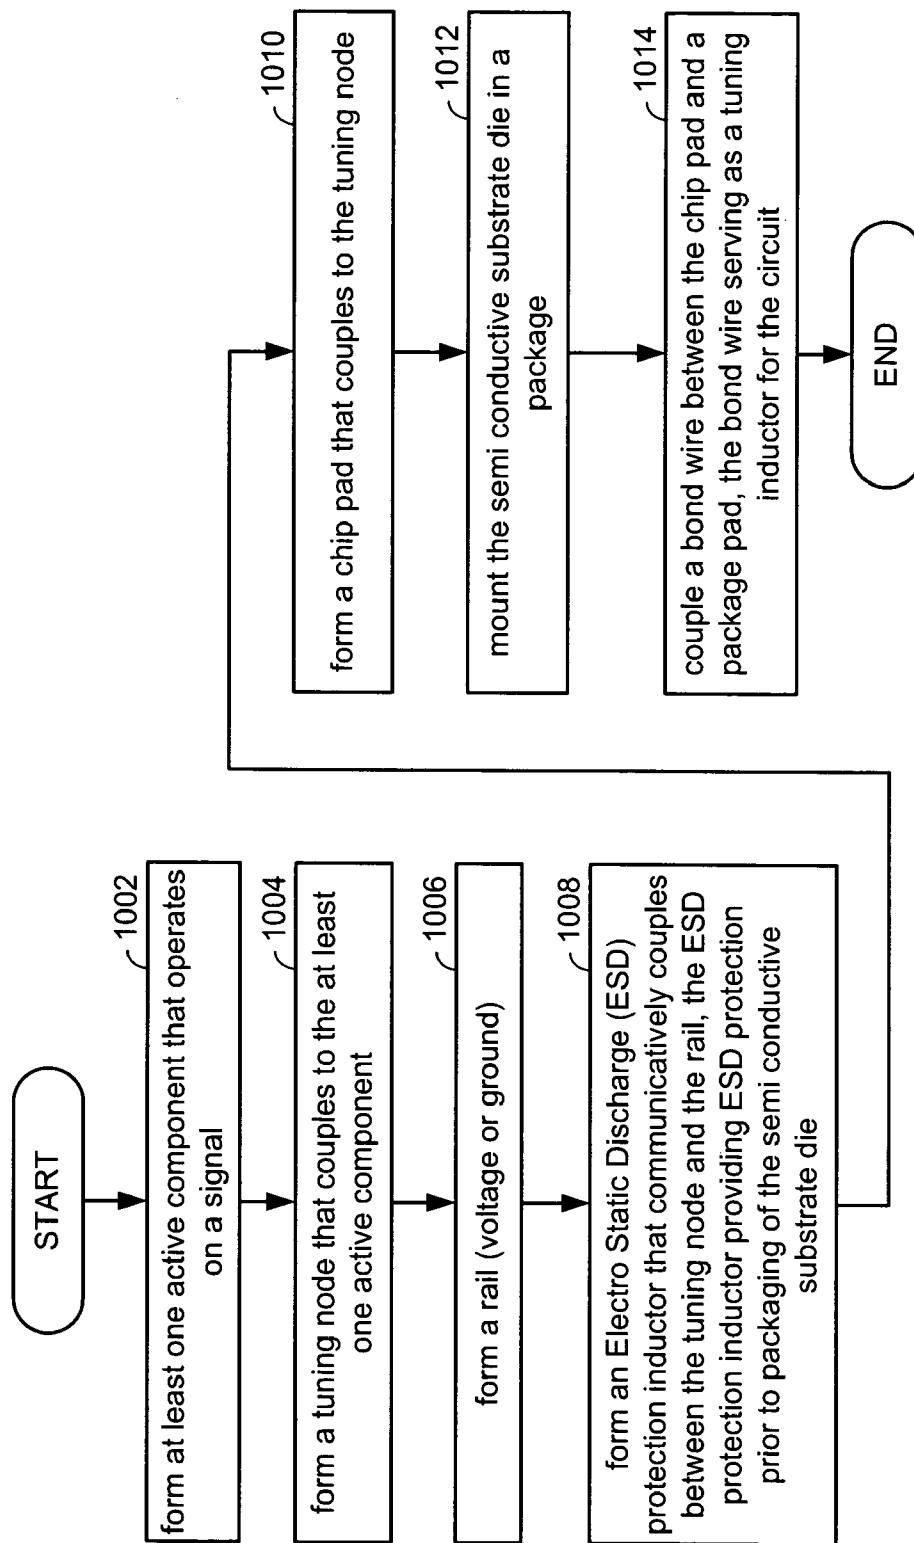 START
1002
form at least one active component that operates
on a signal
1004
form a tuning node that couples to the at least
one active component
1006
form a rail (voltage or ground)
1008
form an Electro Static Discharge (ESD)
protection inductor that communicatively couples
between the tuning node and the rail, the ESD
protection inductor providing ESD protection
prior to packaging of the semi conductive
substrate die
1010
form a chip pad that couples to the tuning node
1012
mount the semi conductive substrate die in a
package
1014
couple a bond wire between the chip pad and a
package pad, the bond wire serving as a tuning
inductor for the circuit
END